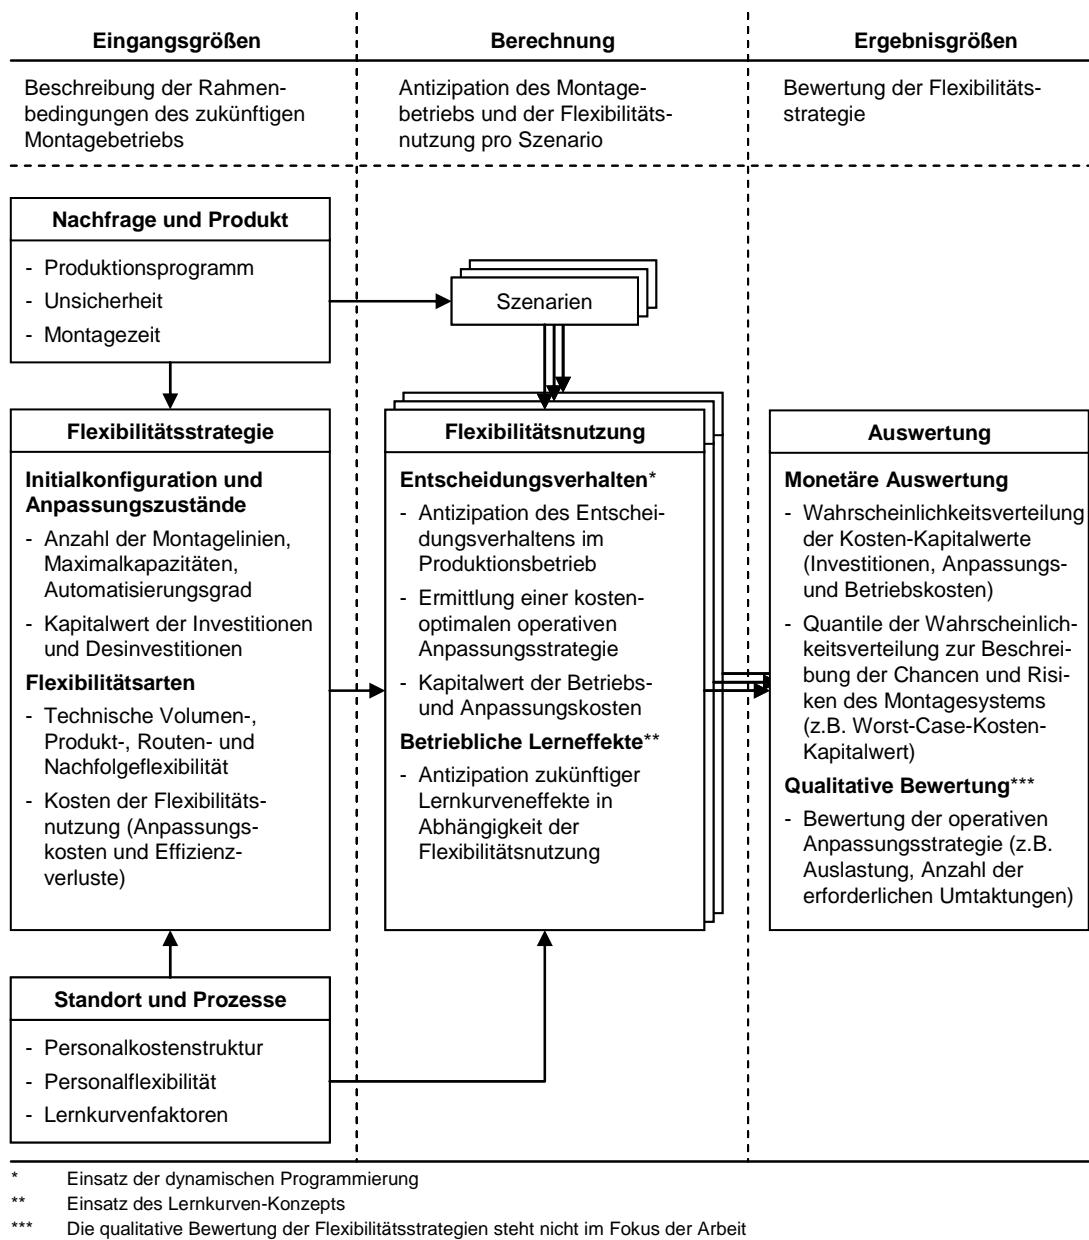 Eingangsgrößen
Berechnung
Ergebnisgrößen
Beschreibung der Rahmen-
bedingungen des zukünftigen
Montagebetriebs
Antizipation des Montage-
betriebs und der Flexibilitäts-
nutzung pro Szenario
Bewertung der Flexibilitäts-
strategie
Nachfrage und Produkt
- Produktionsprogramm
- Unsicherheit
- Montagezeit
Szenarien
Flexibilitätsstrategie
Initialkonfiguration und
Anpassungszustände
- Anzahl der Montagelinien,
Maximalkapazitäten,
Automatisierungsgrad
- Kapitalwert der Investitionen
und Desinvestitionen
Flexibilitätsarten
- Technische Volumen-,
Produkt-, Routen- und
Nachfolgeflexibilität
- Kosten der Flexibilitäts-
nutzung (Anpassungs-
kosten und Effizienz-
verluste)
Flexibilitätsnutzung
Entscheidungsverhalten*
- Antizipation des Entschei-
dungsverhaltens im
Produktionsbetrieb
- Ermittlung einer kosten-
optimalen operativen
Anpassungsstrategie
- Kapitalwert der Betriebs-
und Anpassungskosten
Betriebliche Lerneffekte**
- Antizipation zukünftiger
Lernkurveneffekte in
Abhängigkeit der
Flexibilitätsnutzung
Auswertung
Monetäre Auswertung
- Wahrscheinlichkeitsverteilung
der Kosten-Kapitalwerte
(Investitionen, Anpassungs-
und Betriebskosten)
- Quantile der Wahrscheinlich-
keitsverteilung zur Beschrei-
bung der Chancen und Risi-
ken des Montagesystems
(z.B. Worst-Case-Kosten-
Kapitalwert)
Qualitative Bewertung***
- Bewertung der operativen
Anpassungsstrategie (z.B.
Auslastung, Anzahl der
erforderlichen Umtaktungen)
Standort und Prozesse
- Personalkostenstruktur
- Personalflexibilität
- Lernkurvenfaktoren
* Einsatz der dynamischen Programmierung
** Einsatz des Lernkurven-Konzepts
*** Die qualitative Bewertung der Flexibilitätsstrategien steht nicht im Fokus der Arbeit